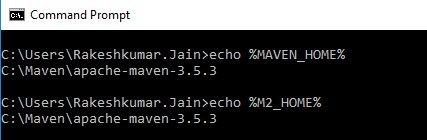 Command Prompt
C:\Users\Rakeshkumar.Jain>echo %MAVEN_HOME%
C:\Maven\apache-maven-3.5.3
C:\Users\Rakeshkumar.Jain>echo %M2_HOME%
C:\Maven\apache-maven-3.5.3